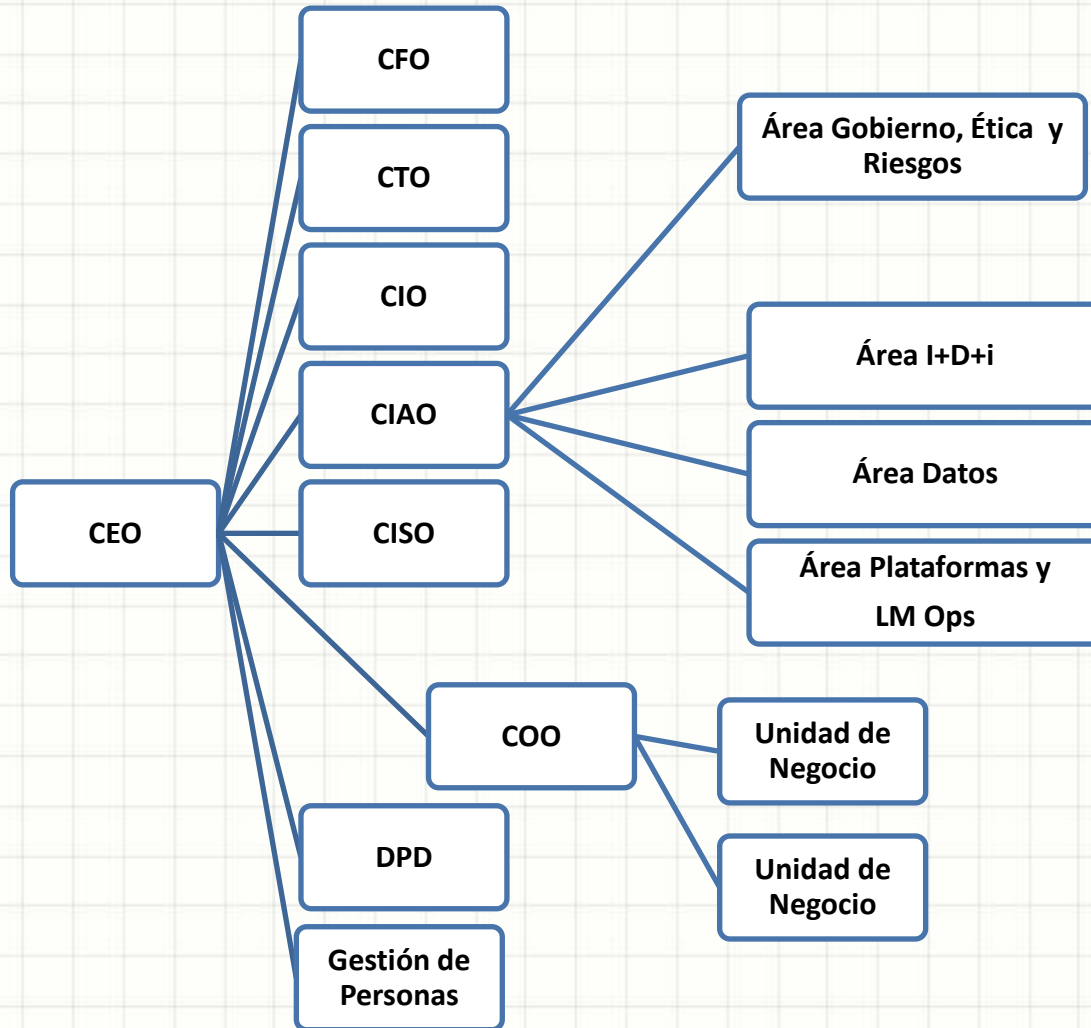 CFO
CTO
CIO
CIAO
CEO
CISO
COO
DPD
Gestión de
Personas
Área Gobierno, Ética y
Riesgos
Área I+D+i
Área Datos
Área Plataformas y
LM Ops
Unidad de
Negocio
Unidad de
Negocio